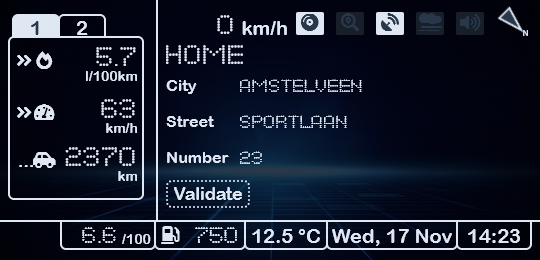 1 2
0 km/h
N
HOME
5.7
l/100km
63
km/h
2370
km
City AMSTELVEEN
Street SPORTLAAN
Number 23
Validate
6.6 /100
750
12.5 °C
Wed, 17 Nov
14:23